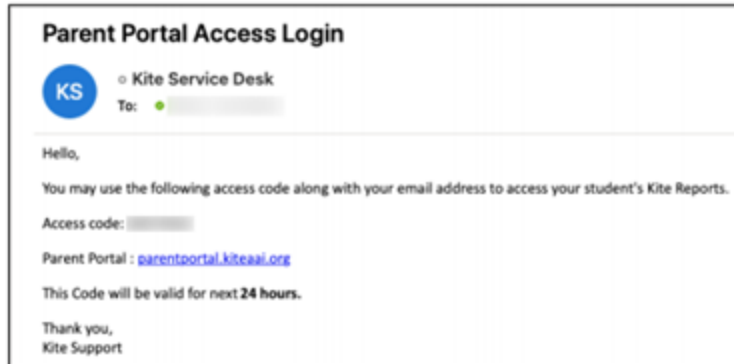 Parent Portal Access Login
KS
Kite Service Desk
To:
Hello,
You may use the following access code along with your email address to access your student's Kite Reports.
Access code:
Parent Portal : parentportal.kiteaai.org
This Code will be valid for next 24 hours.
Thank you,
Kite Support